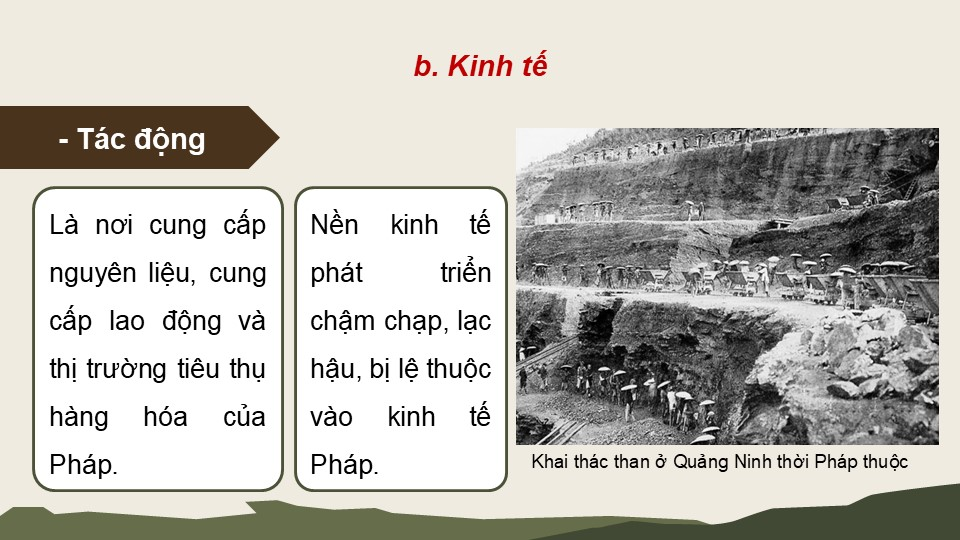 b. Kinh tế
- Tác động
Là nơi cung cấp
nguyên liệu, cung
cấp lao động và
thị trường tiêu thụ
hàng hóa của
Pháp.
Nền kinh tế
phát triển
chậm chạp, lạc
hậu, bị lệ thuộc
vào kinh tế
Pháp.
Khai thác than ở Quảng Ninh thời Pháp thuộc